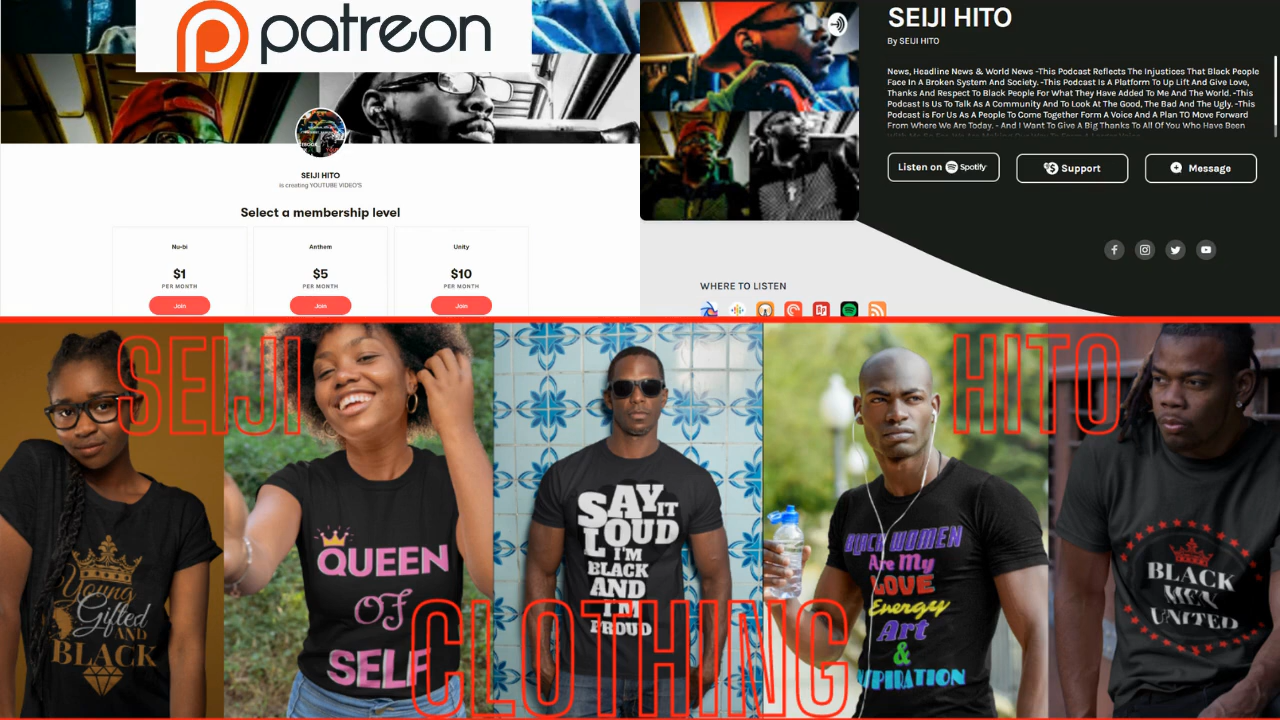 patreon
SEIJI HITO
is creating YOUTUBE VIDEO'S
Select a membership level
Nu-bi
$1
PER MONTH
Join
Anthem
$5
PER MONTH
Join
Unity
$10
PER MONTH
Join
SEIJI HITO
By SEIJI HITO
News, Headline News & World News -This Podcast Reflects The Injustices That Black People
Face In A Broken System And Society. -This Podcast Is A Platform To Up Lift And Give Love,
Thanks And Respect To Black People For What They Have Added To Me And The World. -This
Podcast Is Us To Talk As A Community And To Look At The Good, The Bad And The Ugly. -This
Podcast is For Us As A People To Come Together Form A Voice And A Plan TO Move Forward
From Where We Are Today. - And I Want To Give A Big Thanks To All Of You Who Have Been
Listen on Spotify
Support
Message
WHERE TO LISTEN
SEIJI HITO
CLOTHING
Young
Gifted
AND
BLACK
QUEEN
OF
SELF
SAY IT
LOUD
I'M
BLACK
AND
I'M
PROUD
BLACK WOMEN
Are My
LOVE
Energy
Art
&
INSPIRATION
BLACK
MEN
UNITED